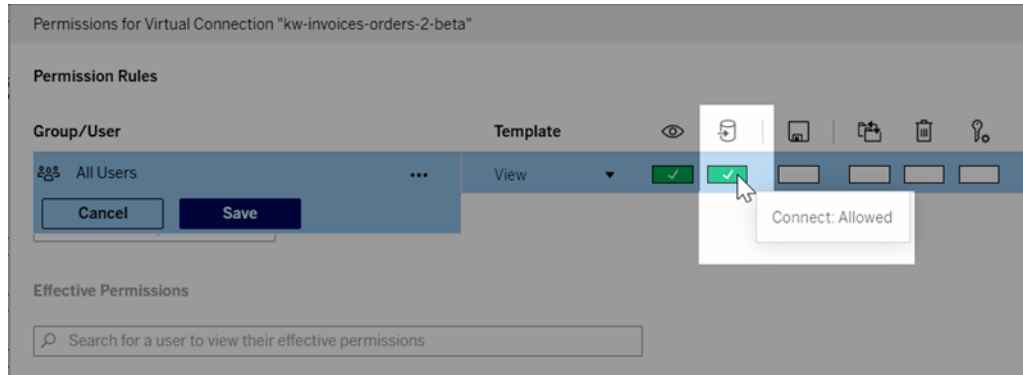 Permissions for Virtual Connection "kw-invoices-orders-2-beta"
Permission Rules
Group/User Template
All Users ... View
Cancel Save
Connect: Allowed
Effective Permissions
Search for a user to view their effective permissions